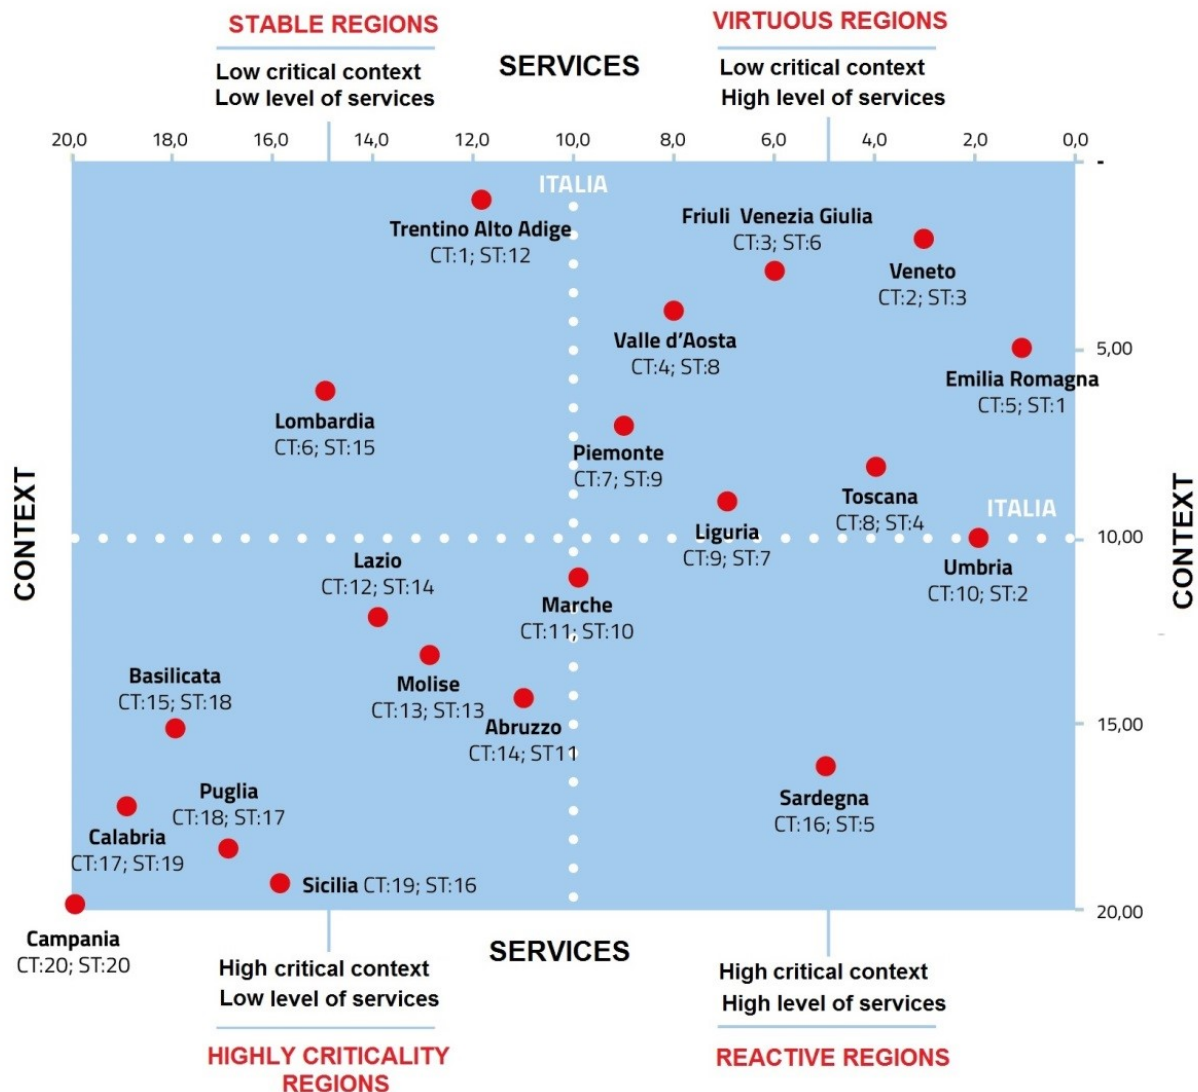 STABLE REGIONS
VIRTUOUS REGIONS
Low critical context
Low level of services
SERVICES
Low critical context
High level of services
20,0 18,0 16,0 14,0 12,0 10,0 8,0 6,0 4,0 2,0 0,0
-
ITALIA
Trentino Alto Adige
CT:1; ST:12
Friuli Venezia Giulia
CT:3; ST:6
Veneto
CT:2; ST:3
Valle d'Aosta
CT:4; ST:8
5,00
Emilia Romagna
CT:5; ST:1
Lombardia
CT:6; ST:15
Piemonte
CT:7; ST:9
CONTEXT
CONTEXT
Toscana
CT:8; ST:4
ITALIA
Liguria
CT:9; ST:7
10,00
Umbria
CT:10; ST:2
Lazio
CT:12; ST:14
Marche
CT:11; ST:10
Molise
CT:13; ST:13
Basilicata
CT:15; ST:18
Abruzzo
CT:14; ST11
15,00
Puglia
CT:18; ST:17
Sardegna
CT:16; ST:5
Calabria
CT:17; ST:19
Sicilia CT:19; ST:16
20,00
Campania
CT:20; ST:20
SERVICES
High critical context
Low level of services
High critical context
High level of services
HIGHLY CRITICALITY
REGIONS
REACTIVE REGIONS